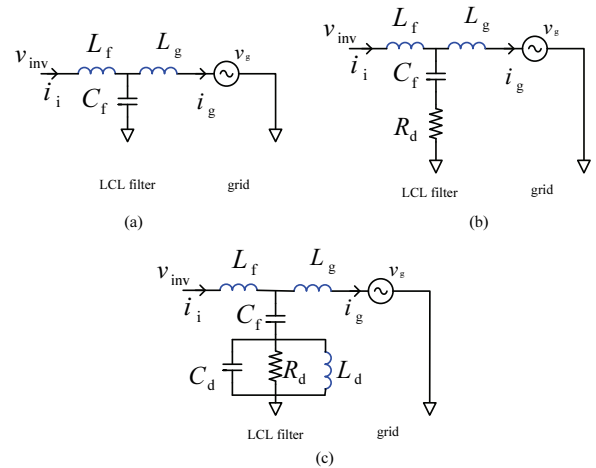 L_f L_g v_g
v_inv
i_i C_f i_g
LCL filter grid
(a)
L_f L_g v_g
v_inv
i_i C_f i_g
R_d
LCL filter grid
(b)
L_f L_g v_g
v_inv
i_i C_f i_g
C_d R_d L_d
LCL filter grid
(c)